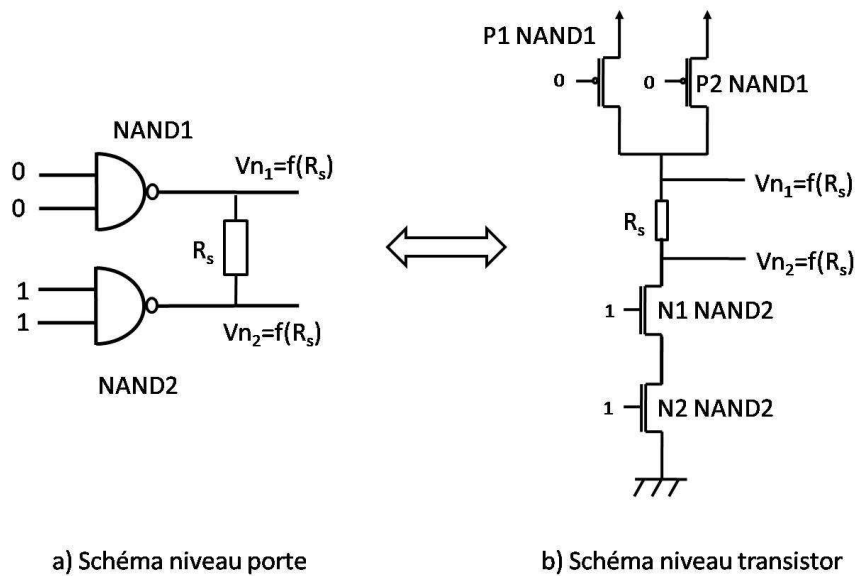 NAND1
0
0
Vn₁=f(Rₛ)
Rₛ
1
1
Vn₂=f(Rₛ)
NAND2
P1 NAND1
0
0
P2 NAND1
Vn₁=f(Rₛ)
Rₛ
Vn₂=f(Rₛ)
1
N1 NAND2
1
N2 NAND2
a) Schéma niveau porte
b) Schéma niveau transistor